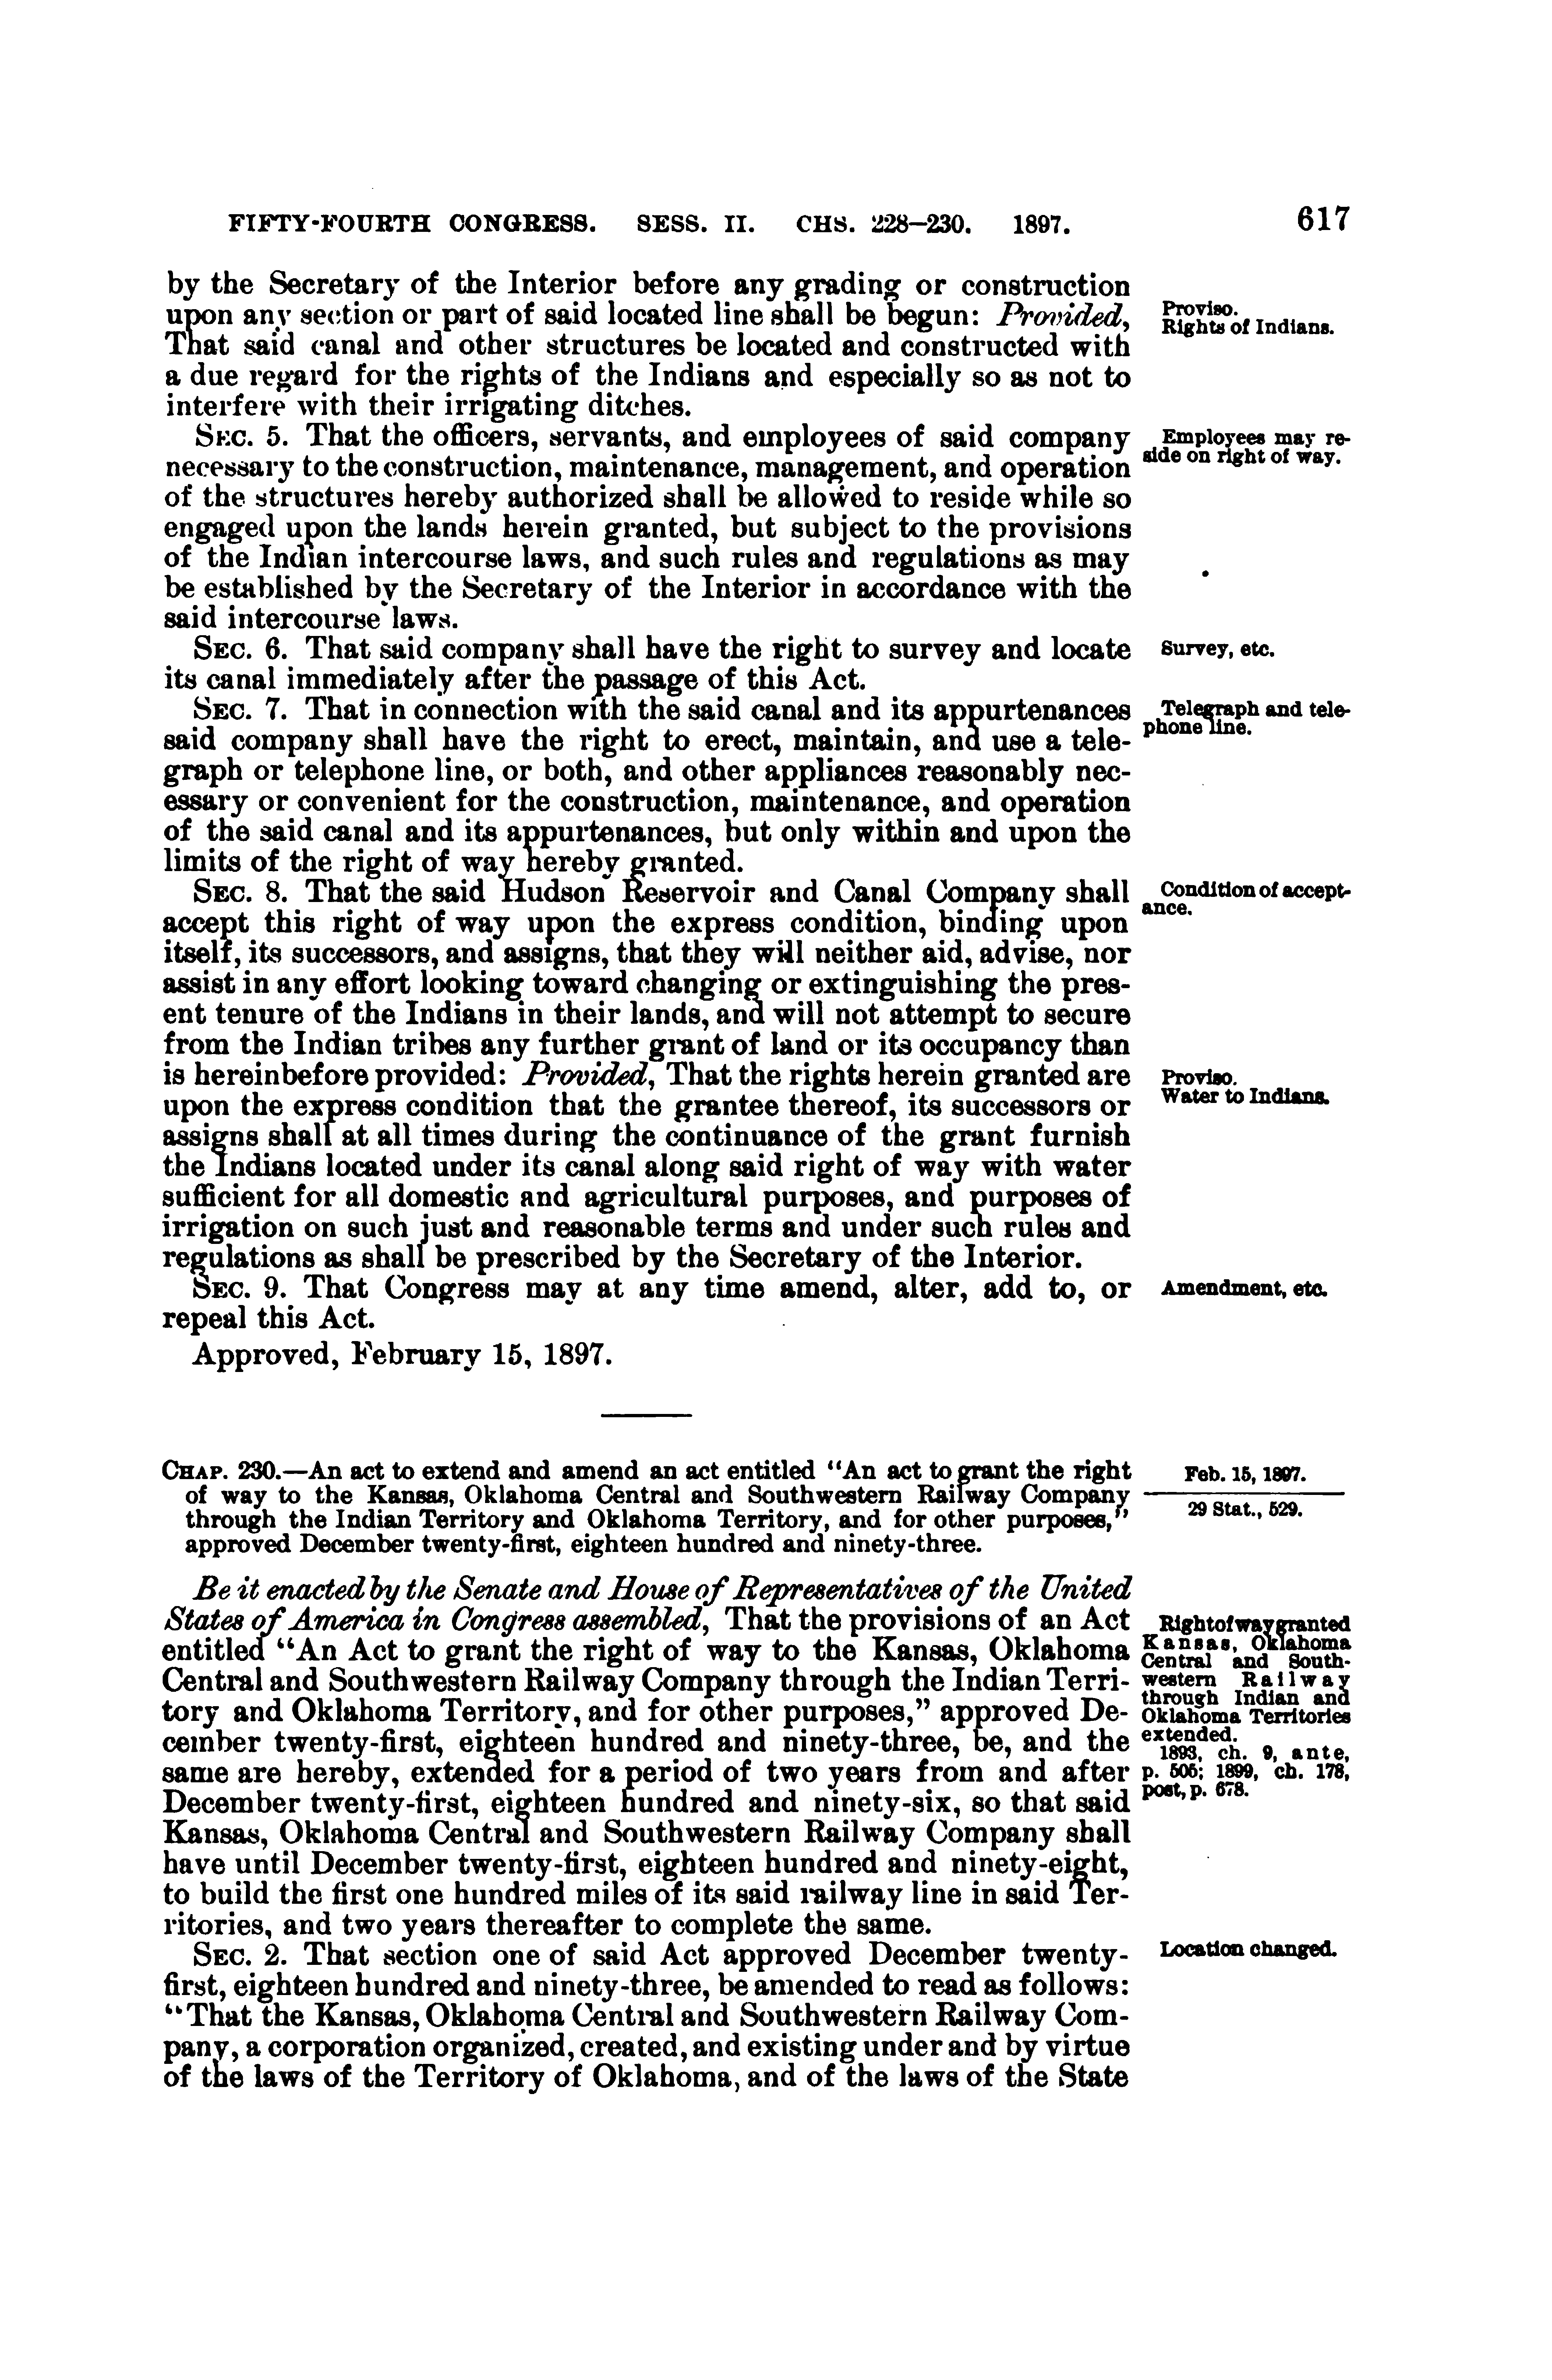 FIFTY-FOURTH CONGRESS. SESS. II. CHS. 228–230. 1897. 617
by the Secretary of the Interior before any grading or construction
upon any section or part of said located line shall be begun: Provided,
Proviso.
Rights of Indians.
That said canal and other structures be located and constructed with
a due regard for the rights of the Indians and especially so as not to
interfere with their irrigating ditches.
SEC. 5. That the officers, servants, and employees of said company
Employees may re-
side on right of way.
necessary to the construction, maintenance, management, and operation
of the structures hereby authorized shall be allowed to reside while so
engaged upon the lands herein granted, but subject to the provisions
of the Indian intercourse laws, and such rules and regulations as may
be established by the Secretary of the Interior in accordance with the
said intercourse laws.
SEC. 6. That said company shall have the right to survey and locate
Survey, etc.
its canal immediately after the passage of this Act.
SEC. 7. That in connection with the said canal and its appurtenances
Telegraph and tele-
phone line.
said company shall have the right to erect, maintain, and use a tele-
graph or telephone line, or both, and other appliances reasonably nec-
essary or convenient for the construction, maintenance, and operation
of the said canal and its appurtenances, but only within and upon the
limits of the right of way hereby granted.
SEC. 8. That the said Hudson Reservoir and Canal Company shall
Condition of accept-
ance.
accept this right of way upon the express condition, binding upon
itself, its successors, and assigns, that they will neither aid, advise, nor
assist in any effort looking toward changing or extinguishing the pres-
ent tenure of the Indians in their lands, and will not attempt to secure
from the Indian tribes any further grant of land or its occupancy than
is hereinbefore provided: Provided, That the rights herein granted are
Proviso.
Water to Indians.
upon the express condition that the grantee thereof, its successors or
assigns shall at all times during the continuance of the grant furnish
the Indians located under its canal along said right of way with water
sufficient for all domestic and agricultural purposes, and purposes of
irrigation on such just and reasonable terms and under such rules and
regulations as shall be prescribed by the Secretary of the Interior.
SEC. 9. That Congress may at any time amend, alter, add to, or
Amendment, etc.
repeal this Act.
Approved, February 15, 1897.
CHAP. 230.—An act to extend and amend an act entitled "An act to grant the right
of way to the Kansas, Oklahoma Central and Southwestern Railway Company
through the Indian Territory and Oklahoma Territory, and for other purposes,"
approved December twenty-first, eighteen hundred and ninety-three.
Feb. 15, 1897.
29 Stat., 529.
Be it enacted by the Senate and House of Representatives of the United
States of America in Congress assembled, That the provisions of an Act
entitled "An Act to grant the right of way to the Kansas, Oklahoma
Central and Southwestern Railway Company through the Indian Terri-
tory and Oklahoma Territory, and for other purposes," approved De-
cember twenty-first, eighteen hundred and ninety-three, be, and the
same are hereby, extended for a period of two years from and after
December twenty-first, eighteen hundred and ninety-six, so that said
Kansas, Oklahoma Central and Southwestern Railway Company shall
have until December twenty-first, eighteen hundred and ninety-eight,
to build the first one hundred miles of its said railway line in said Ter-
ritories, and two years thereafter to complete the same.
Right of way granted
Kansas, Oklahoma
Central and South-
western Railway
through Indian and
Oklahoma Territories
extended.
1893, ch. 9, ante,
p. 505; 1899, ch. 178,
post, p. 678.
SEC. 2. That section one of said Act approved December twenty-
Location changed.
first, eighteen hundred and ninety-three, be amended to read as follows:
"That the Kansas, Oklahoma Central and Southwestern Railway Com-
pany, a corporation organized, created, and existing under and by virtue
of the laws of the Territory of Oklahoma, and of the laws of the State